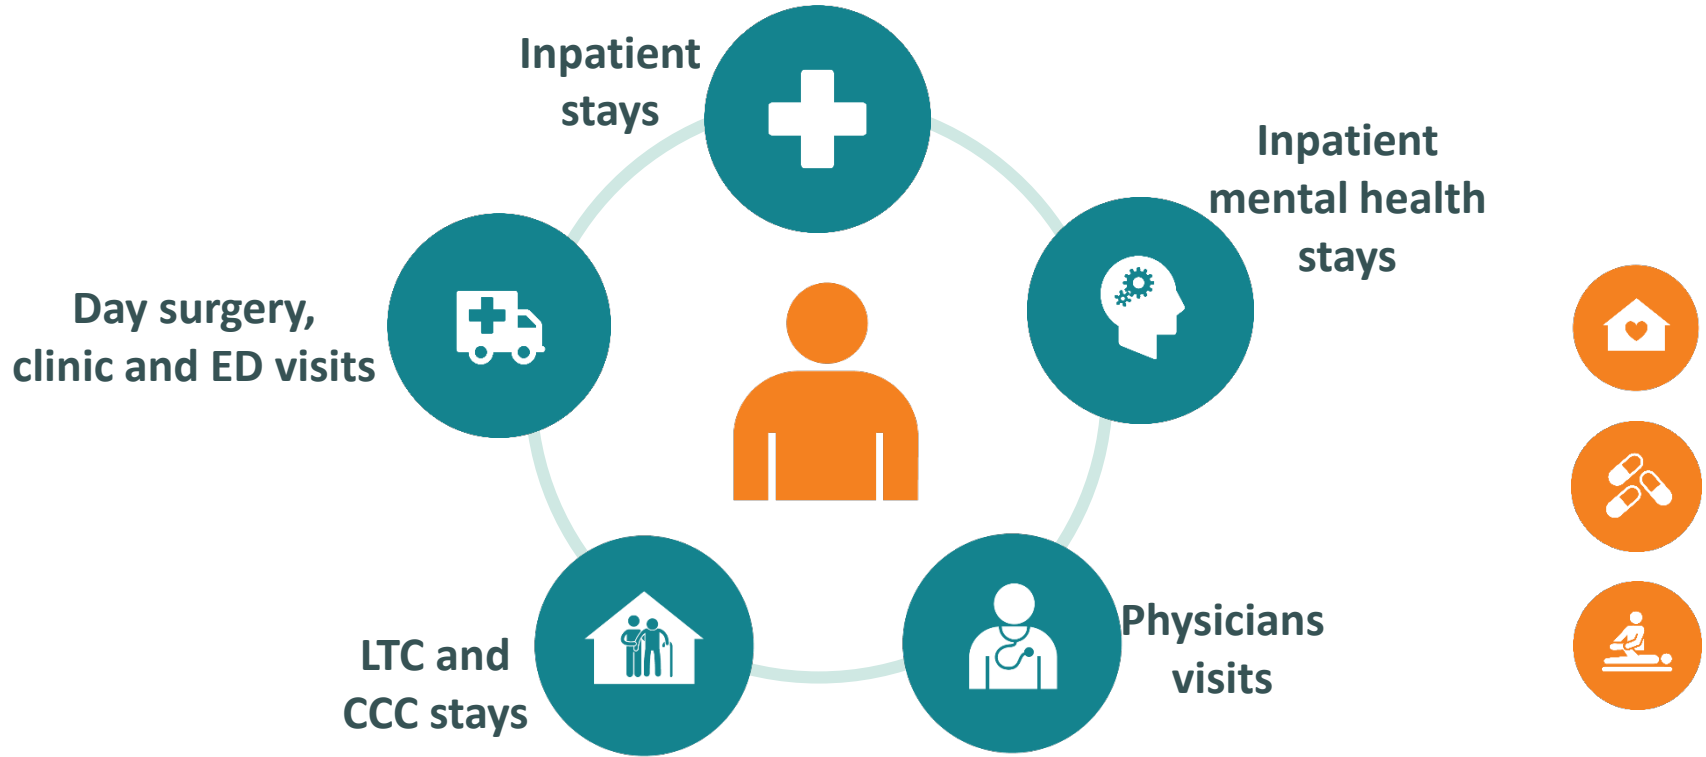 Inpatient
stays
Inpatient
mental health
stays
Day surgery,
clinic and ED visits
LTC and
CCC stays
Physicians
visits